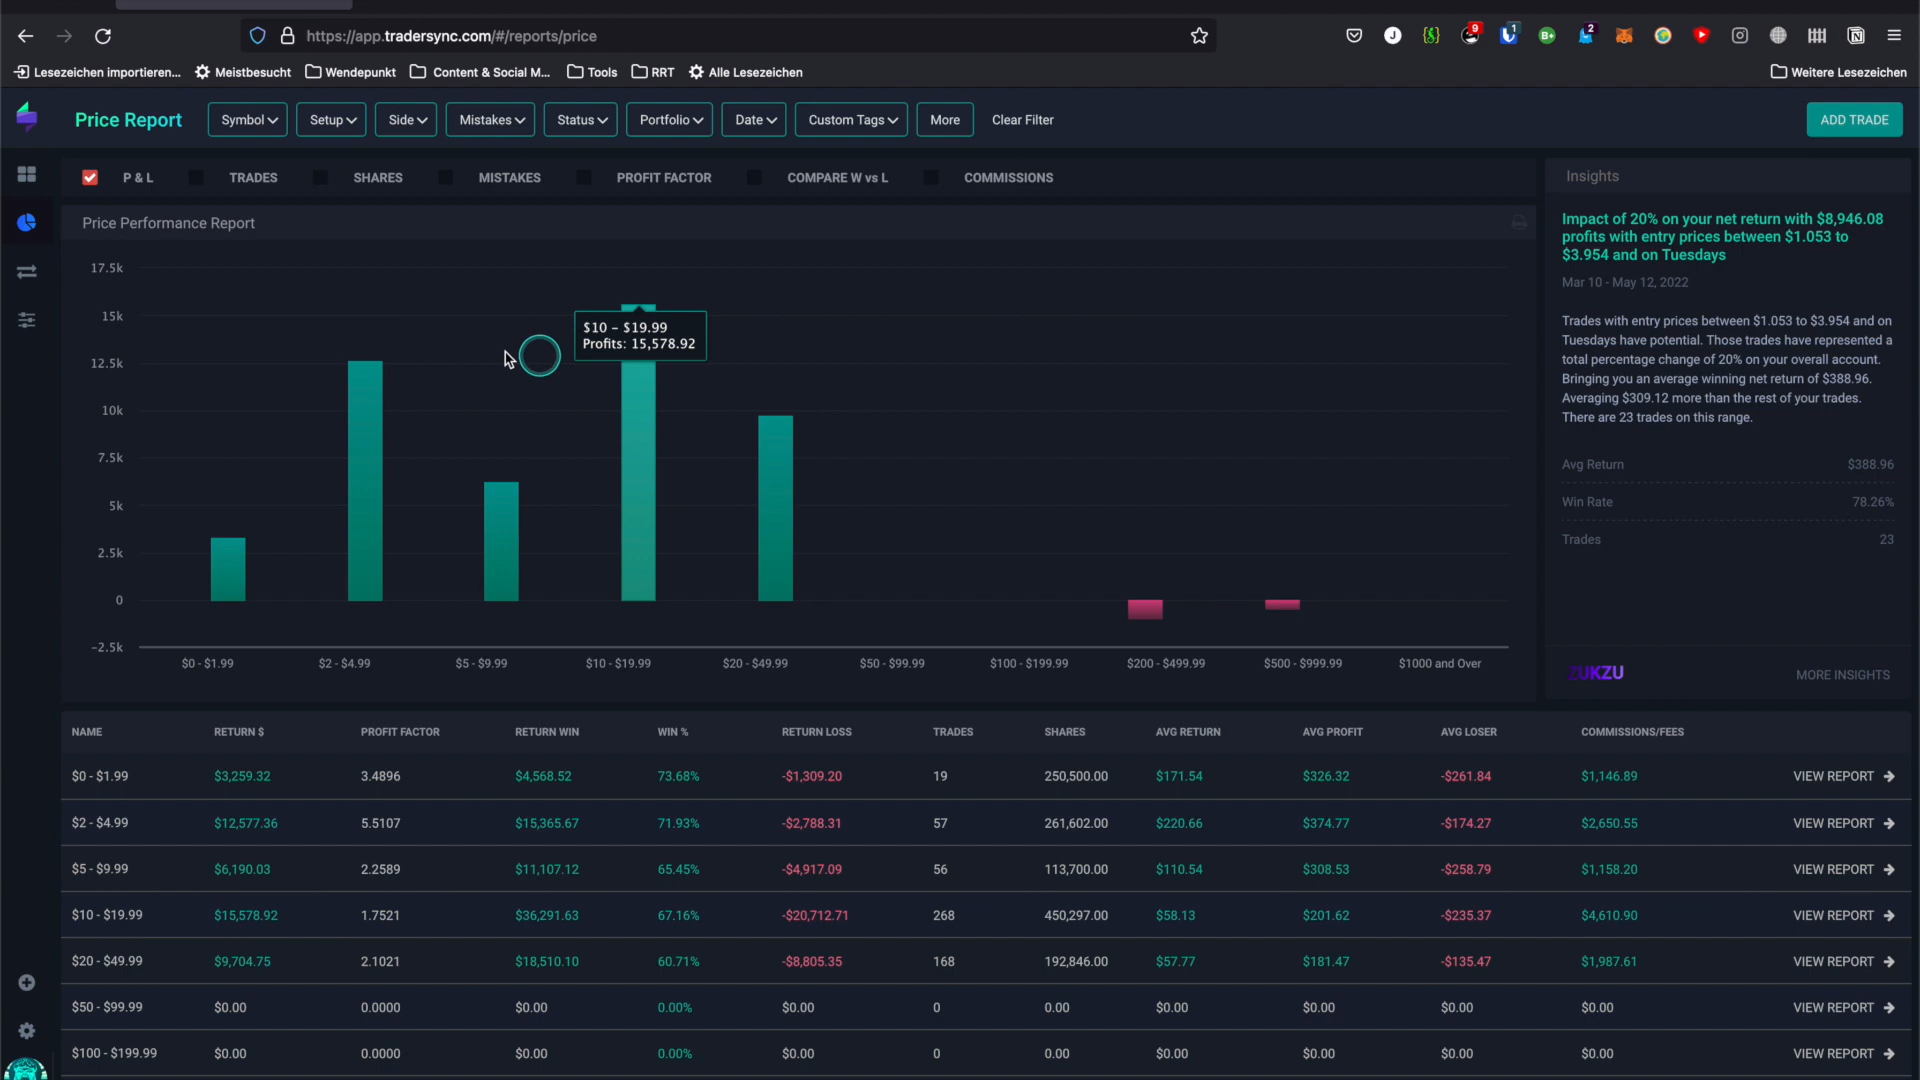 https://app.tradersync.com/#/reports/price
J
9
1
B+
2
Lesezeichen importieren...
Meistbesucht
Wendepunkt
Content & Social M...
Tools
RRT
Alle Lesezeichen
Weitere Lesezeichen
Price Report
Symbol
Setup
Side
Mistakes
Status
Portfolio
Date
Custom Tags
More
Clear Filter
ADD TRADE
P & L
TRADES
SHARES
MISTAKES
PROFIT FACTOR
COMPARE W vs L
COMMISSIONS
Price Performance Report
17.5k
15k
12.5k
10k
7.5k
5k
2.5k
0
−2.5k
$10 – $19.99
Profits: 15,578.92
$0 - $1.99
$2 - $4.99
$5 - $9.99
$10 - $19.99
$20 - $49.99
$50 - $99.99
$100 - $199.99
$200 - $499.99
$500 - $999.99
$1000 and Over
Insights
Impact of 20% on your net return with $8,946.08
profits with entry prices between $1.053 to
$3.954 and on Tuesdays
Mar 10 - May 12, 2022
Trades with entry prices between $1.053 to $3.954 and on
Tuesdays have potential. Those trades have represented a
total percentage change of 20% on your overall account.
Bringing you an average winning net return of $388.96.
Averaging $309.12 more than the rest of your trades.
There are 23 trades on this range.
Avg Return $388.96
Win Rate 78.26%
Trades 23
ZUKZU
MORE INSIGHTS
NAME RETURN $ PROFIT FACTOR RETURN WIN WIN % RETURN LOSS TRADES SHARES AVG RETURN AVG PROFIT AVG LOSER COMMISSIONS/FEES
$0 - $1.99 $3,259.32 3.4896 $4,568.52 73.68% -$1,309.20 19 250,500.00 $171.54 $326.32 -$261.84 $1,146.89 VIEW REPORT
$2 - $4.99 $12,577.36 5.5107 $15,365.67 71.93% -$2,788.31 57 261,602.00 $220.66 $374.77 -$174.27 $2,650.55 VIEW REPORT
$5 - $9.99 $6,190.03 2.2589 $11,107.12 65.45% -$4,917.09 56 113,700.00 $110.54 $308.53 -$258.79 $1,158.20 VIEW REPORT
$10 - $19.99 $15,578.92 1.7521 $36,291.63 67.16% -$20,712.71 268 450,297.00 $58.13 $201.62 -$235.37 $4,610.90 VIEW REPORT
$20 - $49.99 $9,704.75 2.1021 $18,510.10 60.71% -$8,805.35 168 192,846.00 $57.77 $181.47 -$135.47 $1,987.61 VIEW REPORT
$50 - $99.99 $0.00 0.0000 $0.00 0.00% $0.00 0 0.00 $0.00 $0.00 $0.00 $0.00 VIEW REPORT
$100 - $199.99 $0.00 0.0000 $0.00 0.00% $0.00 0 0.00 $0.00 $0.00 $0.00 $0.00 VIEW REPORT